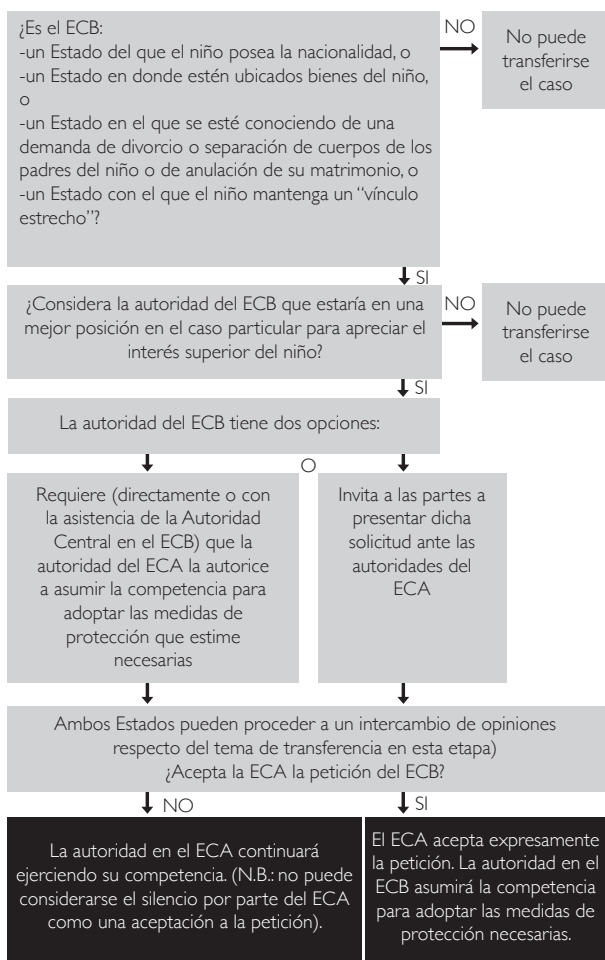 ¿Es el ECB:
-un Estado del que el niño posea la nacionalidad, o
-un Estado en donde estén ubicados bienes del niño,
o
-un Estado en el que se esté conociendo de una
demanda de divorcio o separación de cuerpos de los
padres del niño o de anulación de su matrimonio, o
-un Estado con el que el niño mantenga un “vínculo
estrecho”?
NO
No puede
transferirse
el caso
SI
¿Considera la autoridad del ECB que estaría en una
mejor posición en el caso particular para apreciar el
interés superior del niño?
NO
No puede
transferirse
el caso
SI
La autoridad del ECB tiene dos opciones:
O
Requiere (directamente o con
la asistencia de la Autoridad
Central en el ECB) que la
autoridad del ECA la autorice
a asumir la competencia para
adoptar las medidas de
protección que estime
necesarias
Invita a las partes a
presentar dicha
solicitud ante las
autoridades del
ECA
Ambos Estados pueden proceder a un intercambio de opiniones
respecto del tema de transferencia en esta etapa)
¿Acepta la ECA la petición del ECB?
NO
SI
La autoridad en el ECA continuará
ejerciendo su competencia. (N.B.: no puede
considerarse el silencio por parte del ECA
como una aceptación a la petición).
El ECA acepta expresamente
la petición. La autoridad en el
ECB asumirá la competencia
para adoptar las medidas de
protección necesarias.